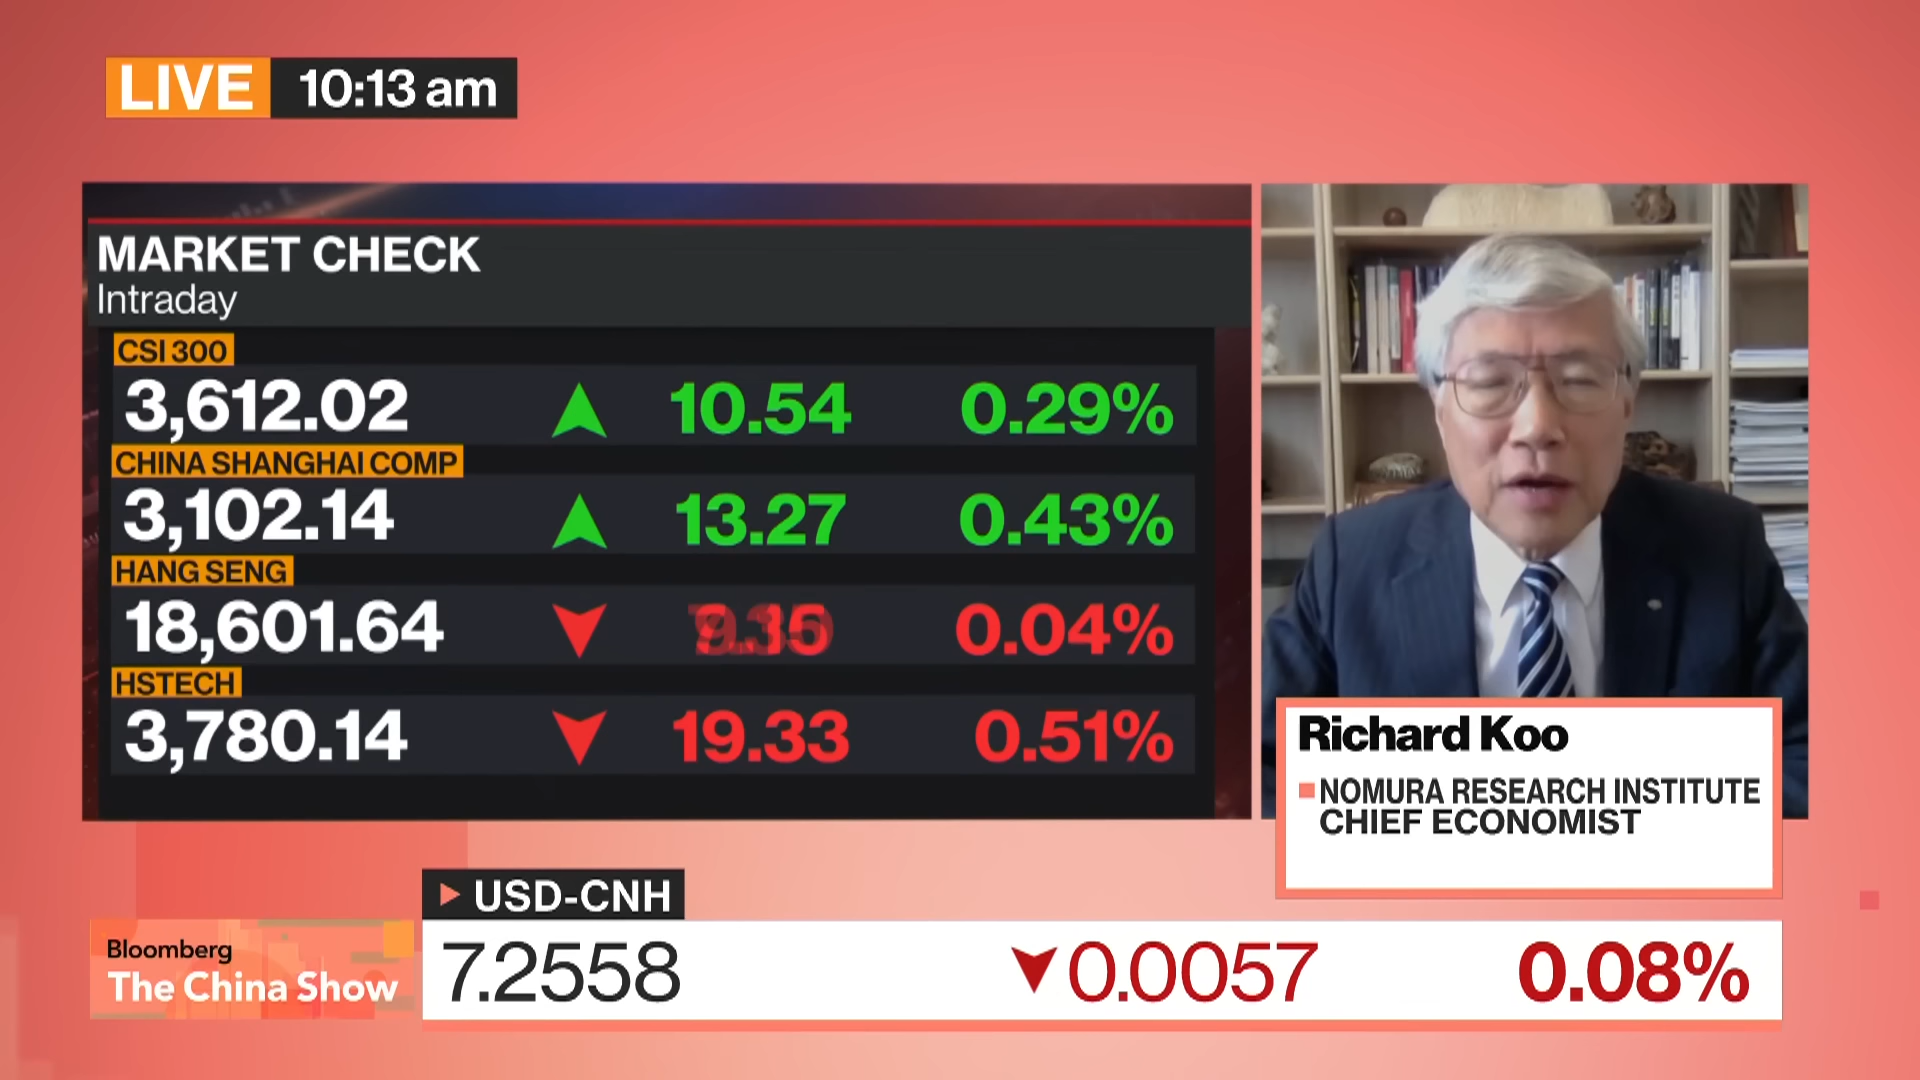 LIVE 10:13 am
MARKET CHECK
Intraday
CSI 300
3,612.02 10.54 0.29%
CHINA SHANGHAI COMP
3,102.14 13.27 0.43%
HANG SENG
18,601.64 0.04%
HSTECH
3,780.14 19.33 0.51%
Richard Koo
NOMURA RESEARCH INSTITUTE
CHIEF ECONOMIST
USD-CNH
7.2558 0.0057 0.08%
Bloomberg
The China Show